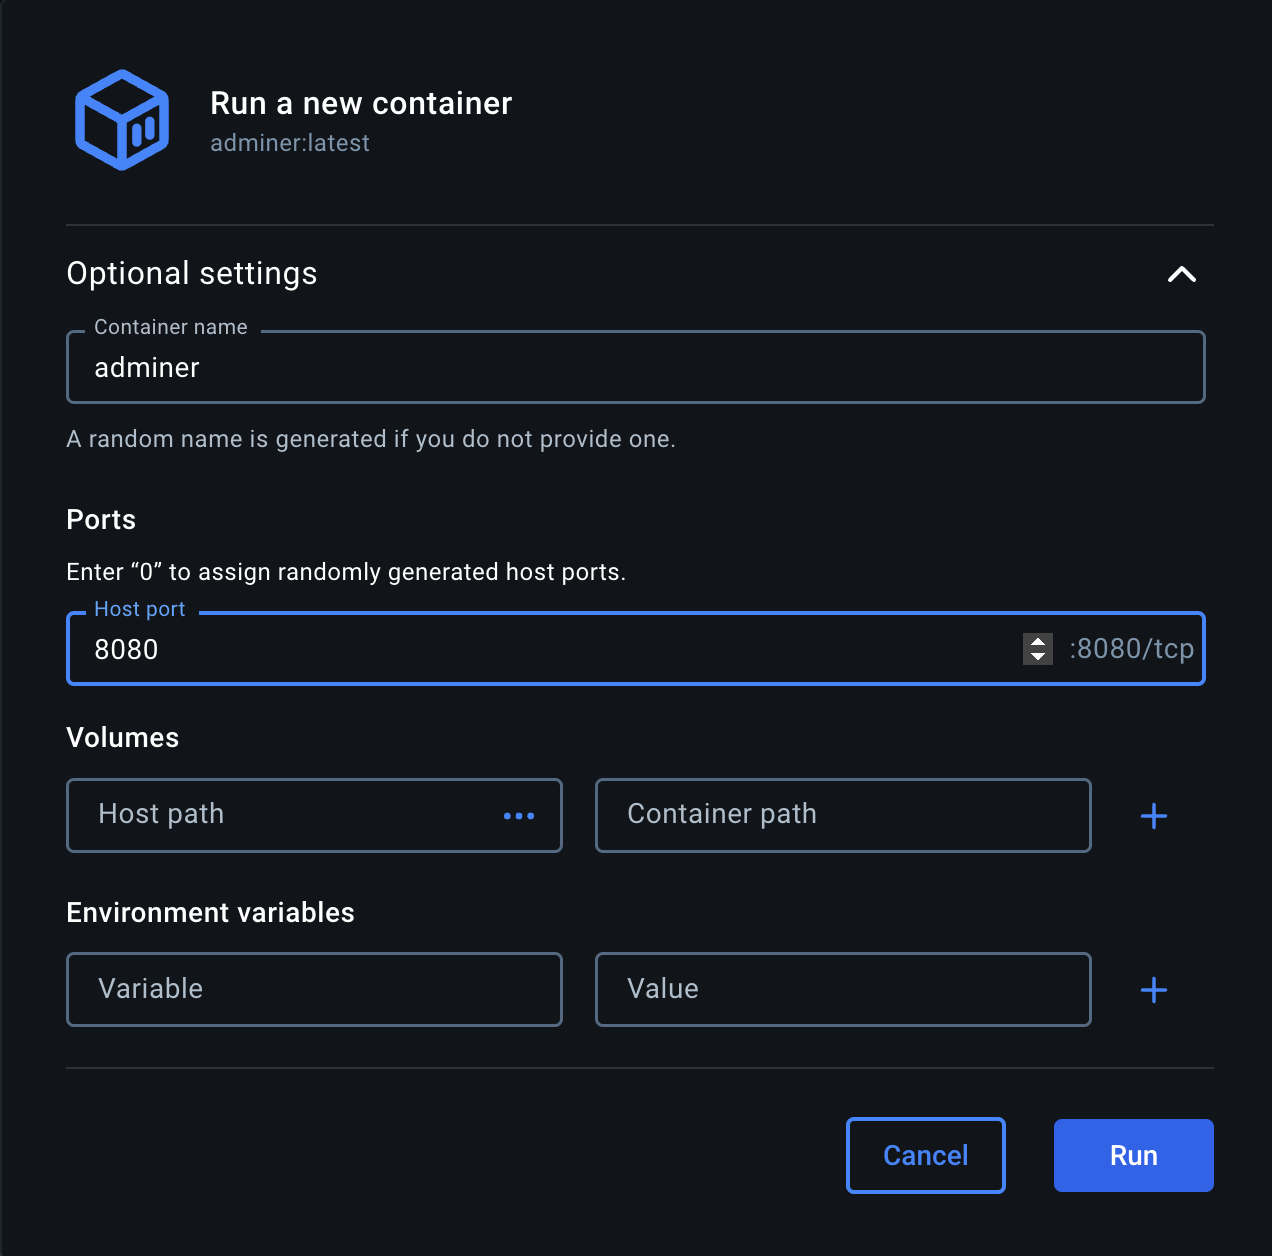 Run a new container
adminer:latest
Optional settings
Container name
adminer
A random name is generated if you do not provide one.
Ports
Enter “0” to assign randomly generated host ports.
Host port
8080 :8080/tcp
Volumes
Host path Container path
Environment variables
Variable Value
Cancel Run